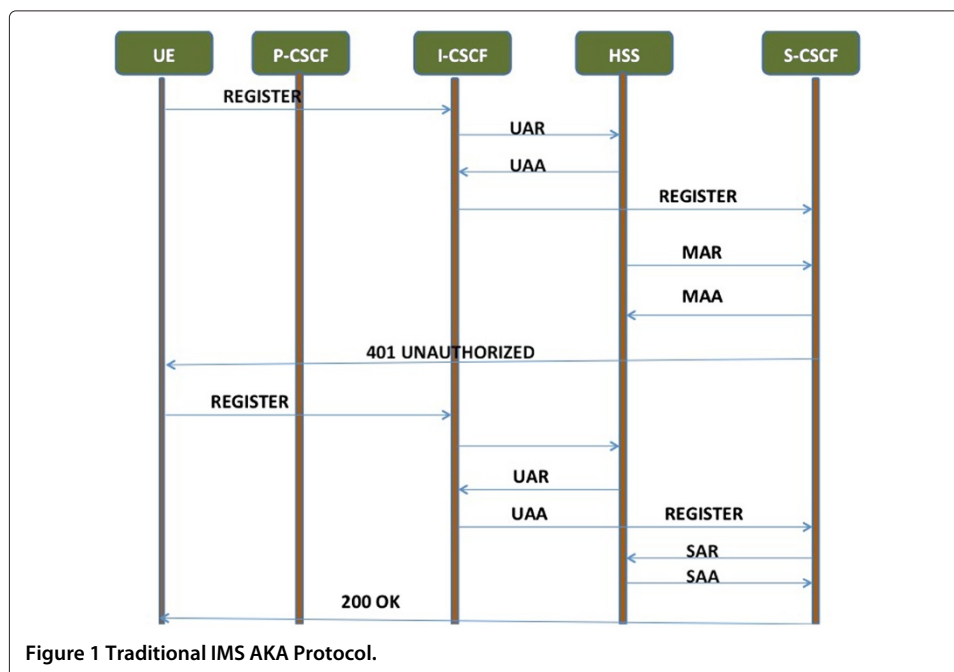 UE P-CSCF I-CSCF HSS S-CSCF
REGISTER
UAR
UAA
REGISTER
MAR
MAA
401 UNAUTHORIZED
REGISTER
UAR
UAA REGISTER
SAR
SAA
200 OK
Figure 1 Traditional IMS AKA Protocol.